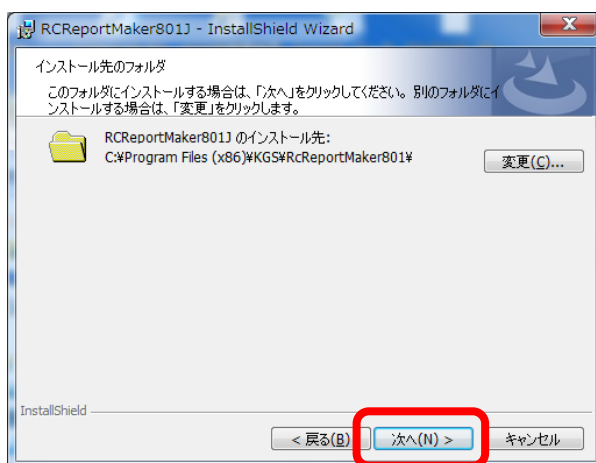 RCReportMaker801J - InstallShield Wizard
インストール先のフォルダ
このフォルダにインストールする場合は、「次へ」をクリックしてください。別のフォルダにイ
ンストールする場合は、「変更」をクリックします。
RCReportMaker801J のインストール先:
C:¥Program Files (x86)¥KGS¥RcReportMaker801¥
変更(C)...
InstallShield
< 戻る(B)
次へ(N) >
キャンセル